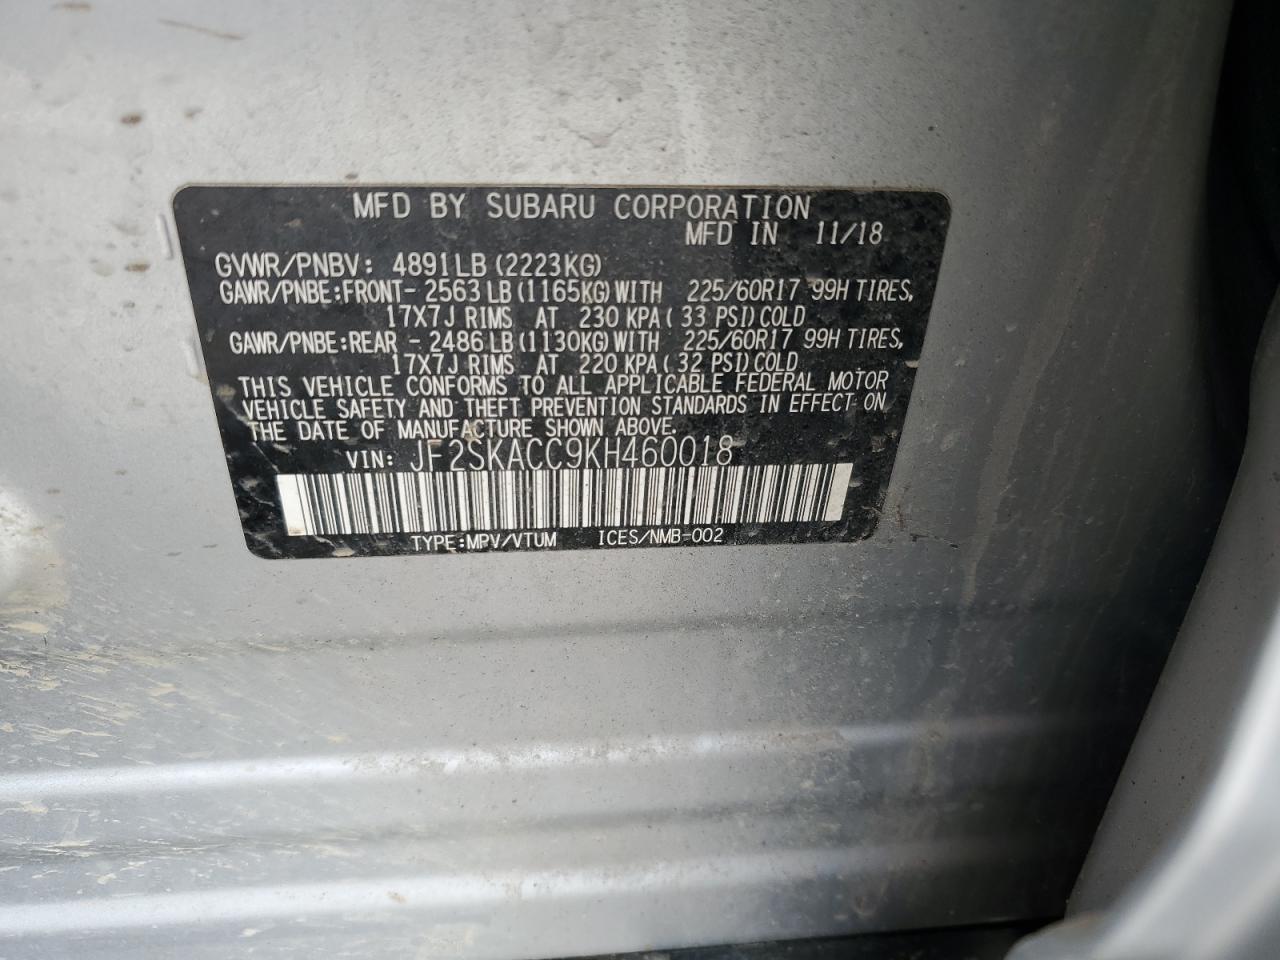 MFD BY SUBARU CORPORATION
MFD IN 11/18
GVWR/PNBV: 4891LB (2223KG)
GAWR/PNBE:FRONT- 2563 LB (1165KG) WITH 225/60R17 99H TIRES,
17X7J RIMS AT 230 KPA ( 33 PSI) COLD
GAWR/PNBE:REAR - 2486 LB (1130KG) WITH 225/60R17 99H TIRES,
17X7J RIMS AT 220 KPA ( 32 PSI) COLD
THIS VEHICLE CONFORMS TO ALL APPLICABLE FEDERAL MOTOR
VEHICLE SAFETY AND THEFT PREVENTION STANDARDS IN EFFECT ON
THE DATE OF MANUFACTURE SHOWN ABOVE.
VIN: JF2SKACC9KH460018
TYPE:MPV/VTUM ICES/NMB-002